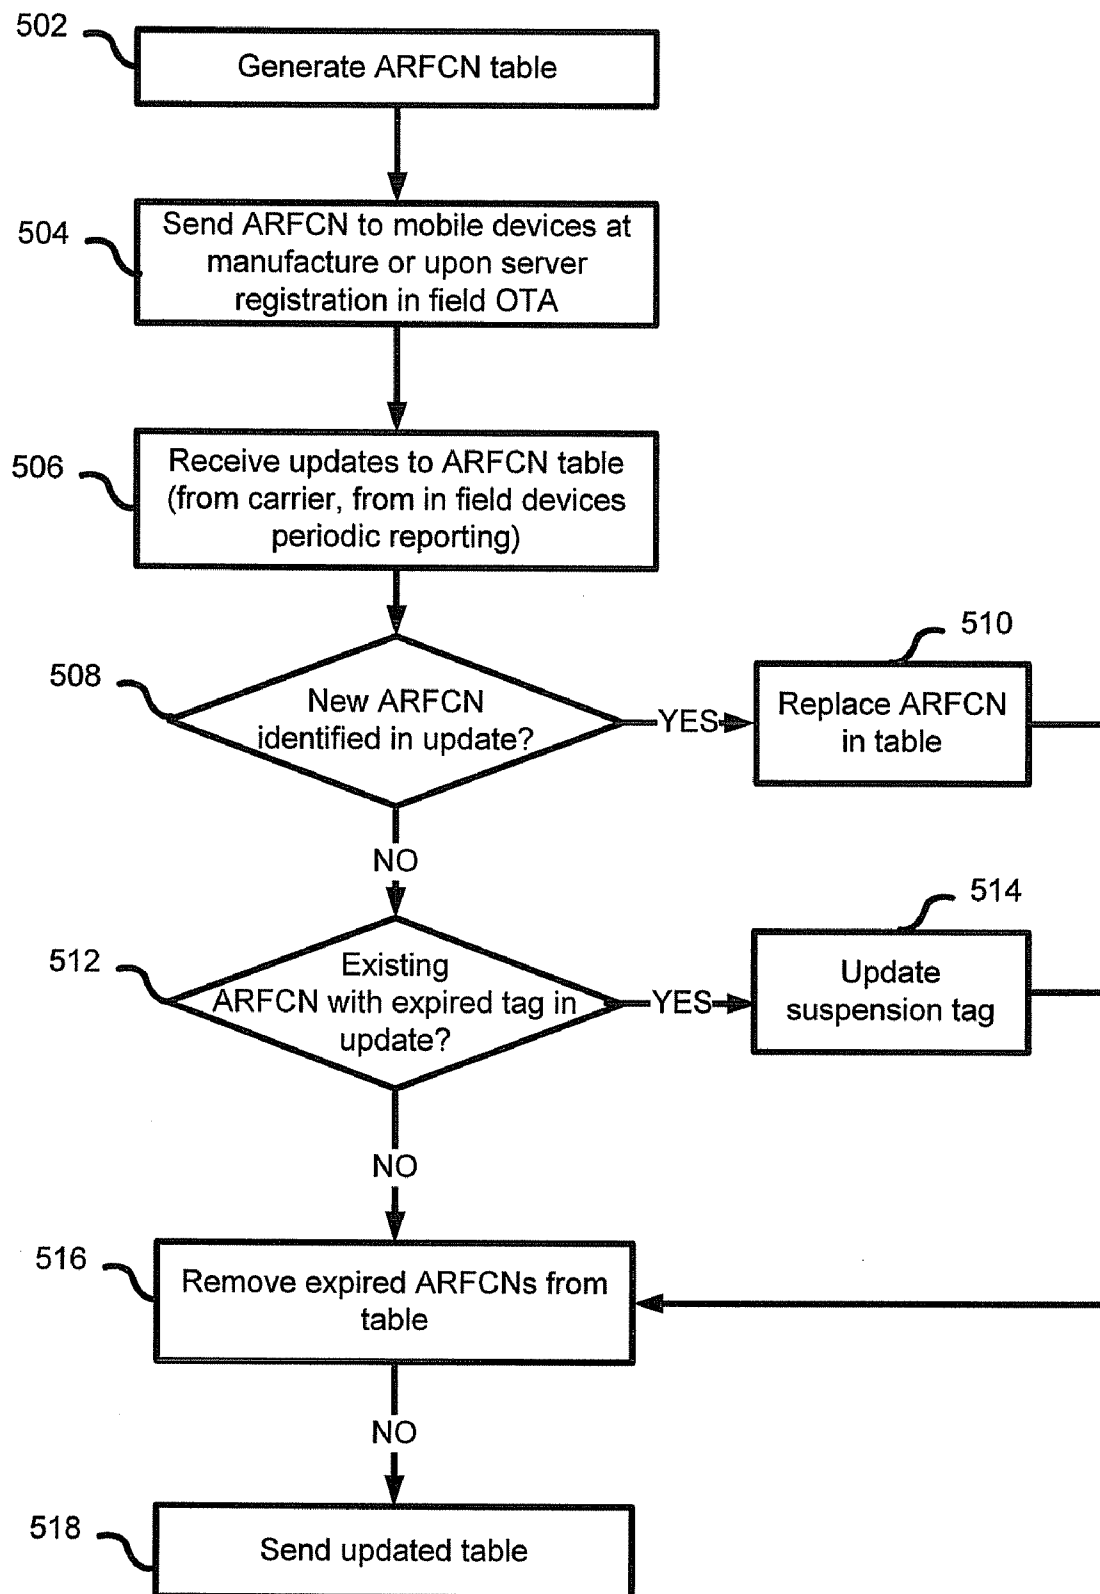 502
Generate ARFCN table
504
Send ARFCN to mobile devices at
manufacture or upon server
registration in field OTA
506
Receive updates to ARFCN table
(from carrier, from in field devices
periodic reporting)
508
New ARFCN
identified in update?
YES
510
Replace ARFCN
in table
NO
512
Existing
ARFCN with expired tag in
update?
YES
514
Update
suspension tag
NO
516
Remove expired ARFCNs from
table
NO
518
Send updated table